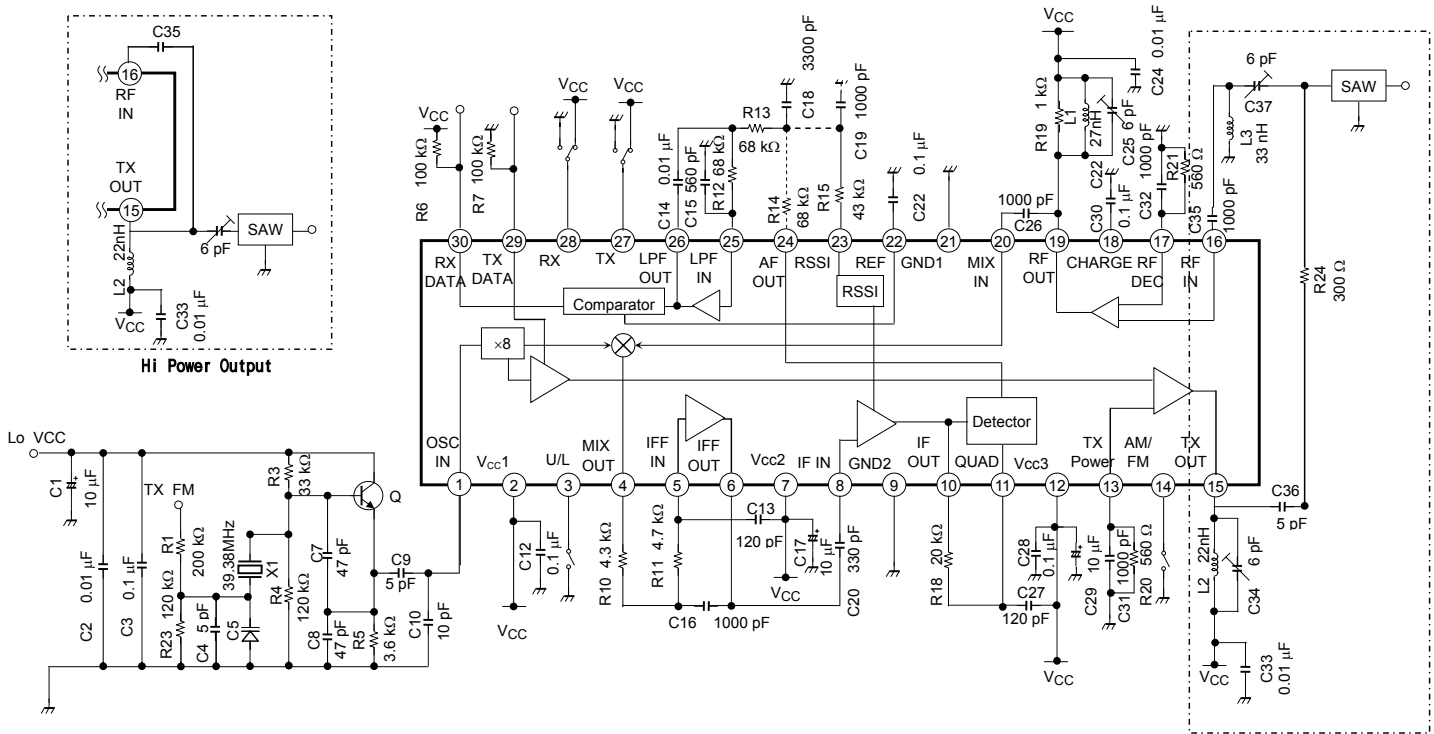 C35
16
RF
IN
TX
OUT
15
22nH
L2
6 pF
SAW
VCC
C33
0.01 µF
Hi Power Output
VCC
R6
100 kΩ
R7
100 kΩ
VCC
VCC
C14
0.01 µF
C15
560 pF
R12
68 kΩ
R13
68 kΩ
C18
3300 pF
R14
68 kΩ
C19
1000 pF
R15
43 kΩ
C22
0.1 µF
1000 pF
C26
VCC
C24
0.01 µF
R19
1 kΩ
L1
27nH
C25
6 pF
C22
C30
0.1 µF
C32
1000 pF
R21
560 Ω
C35
1000 pF
L3
33 nH
6 pF
C37
SAW
R24
300 Ω
30 29 28 27 26 25 24 23 22 21 20 19 18 17 16
RX
DATA
TX
DATA
RX
TX
LPF
OUT
LPF
IN
AF
OUT
RSSI
REF
GND1
MIX
IN
RF
OUT
CHARGE
RF
DEC
RF
IN
Comparator
RSSI
×8
Detector
OSC
IN
Vcc1
U/L
MIX
OUT
IFF
IN
IFF
OUT
Vcc2
IF IN
GND2
IF
OUT
QUAD
Vcc3
TX
Power
AM/
FM
TX
OUT
1 2 3 4 5 6 7 8 9 10 11 12 13 14 15
Lo VCC
C1
10 µF
C2
0.01 µF
C3
0.1 µF
TX FM
R1
200 kΩ
R23
120 kΩ
C4
5 pF
C5
39.38MHz
X1
R3
33 kΩ
R4
120 kΩ
C7
47 pF
C8
47 pF
Q
R5
3.6 kΩ
C9
5 pF
C10
10 pF
C12
0.1 µF
VCC
R10
4.3 kΩ
R11
4.7 kΩ
C16
1000 pF
C13
120 pF
C17
10 µF
VCC
C20
330 pF
R18
20 kΩ
C27
120 pF
C28
0.1 µF
C29
10 µF
VCC
C31
1000 pF
R20
560 Ω
L2
22nH
C34
6 pF
C36
5 pF
VCC
C33
0.01 µF